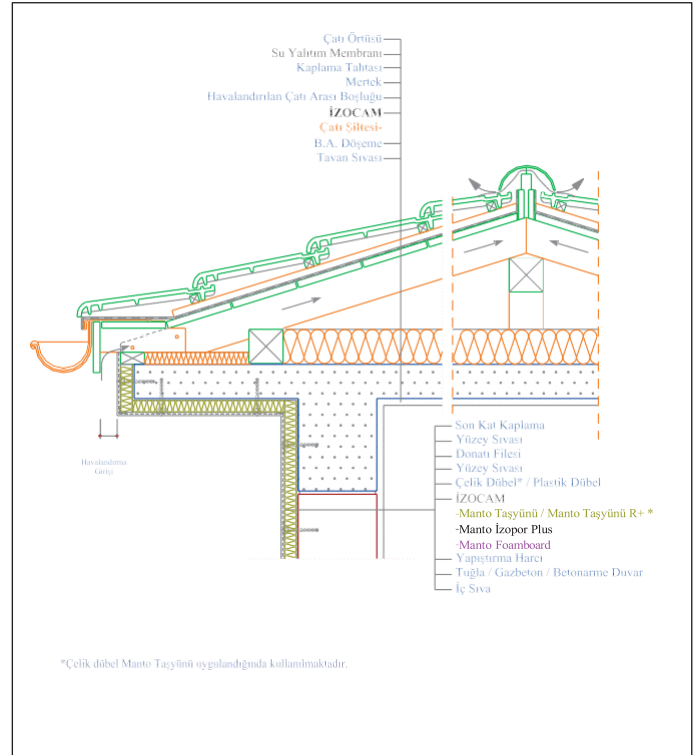 Çatı Örtüsü
Su Yalıtım Membranı
Kaplama Tahtası
Mertek
Havalandırılan Çatı Arası Boşluğu
İZOCAM
Çatı Şiltesi-
B.A. Döşeme
Tavan Sıvası
Havalandırma
Girişi
Son Kat Kaplama
Yüzey Sıvası
Donatı Filesi
Yüzey Sıvası
Çelik Dübel* / Plastik Dübel
İZOCAM
-Manto Taşyünü / Manto Taşyünü R+ *
-Manto İzopor Plus
-Manto Foamboard
Yapıştırma Harcı
Tuğla / Gazbeton / Betonarme Duvar
İç Sıva
*Çelik dübel Manto Taşyünü uygulandığında kullanılmaktadır.